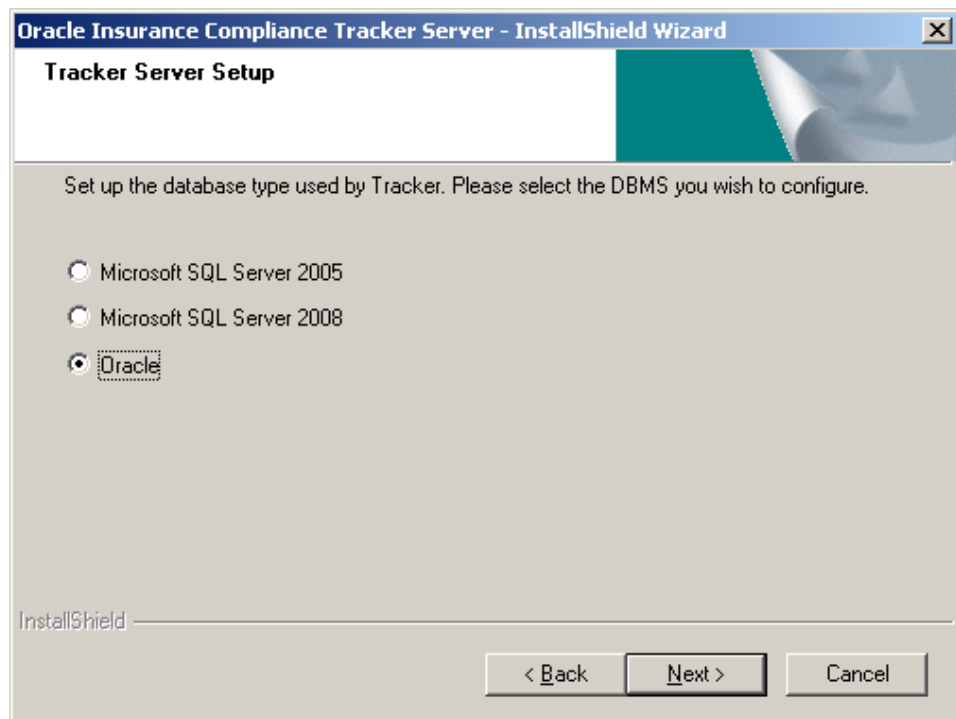 Oracle Insurance Compliance Tracker Server - InstallShield Wizard
Tracker Server Setup
Set up the database type used by Tracker. Please select the DBMS you wish to configure.
Microsoft SQL Server 2005
Microsoft SQL Server 2008
Oracle
InstallShield
< Back
Next >
Cancel